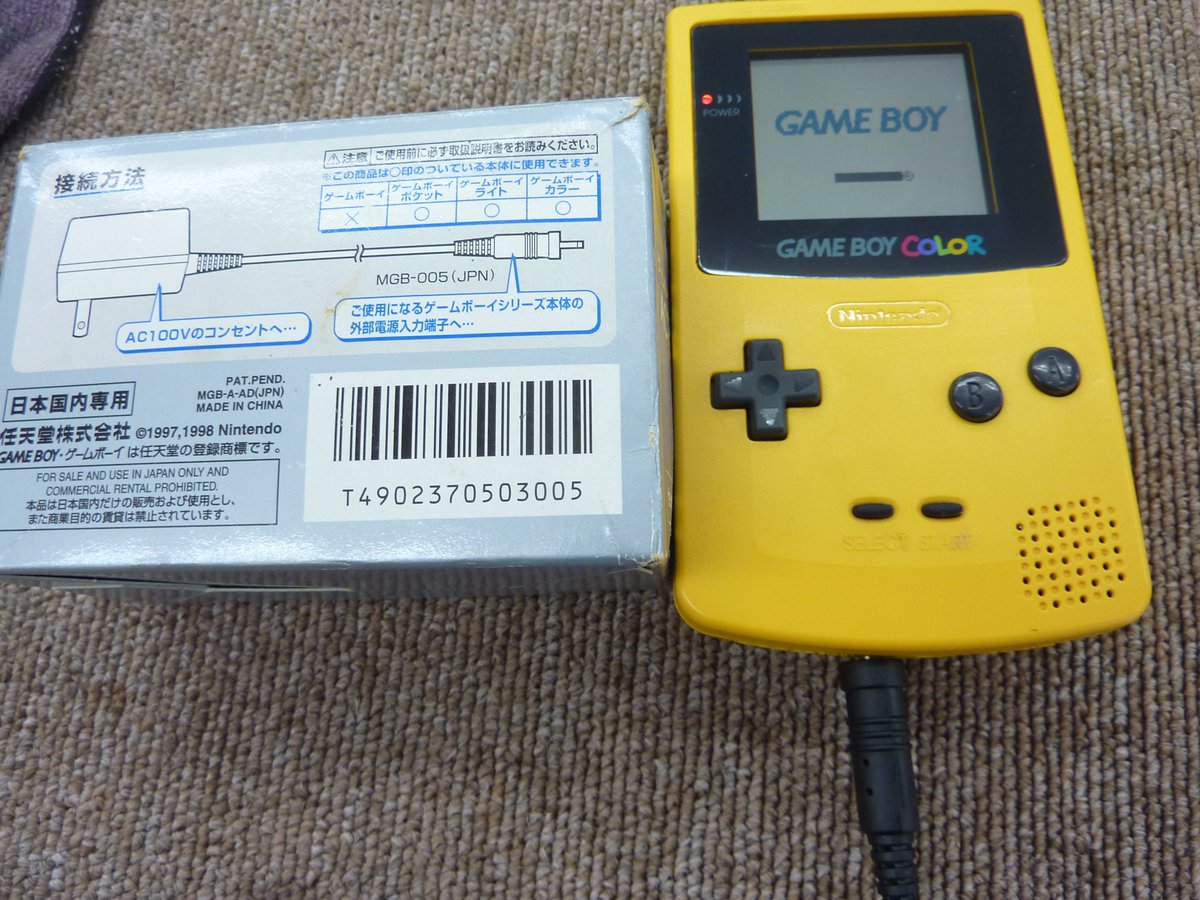 接続方法
⚠注意 ご使用前に必ず取扱説明書をお読みください。
※この商品は○印のついている本体に使用できます。
ゲームボーイ ゲームボーイポケット ゲームボーイライト ゲームボーイカラー
× ○ ○ ○
MGB-005(JPN)
AC100Vのコンセントへ…
ご使用になるゲームボーイシリーズ本体の
外部電源入力端子へ…
日本国内専用
PAT.PEND.
MGB-A-AD(JPN)
MADE IN CHINA
任天堂株式会社 ©1997,1998 Nintendo
GAME BOY・ゲームボーイは任天堂の登録商標です。
FOR SALE AND USE IN JAPAN ONLY AND
COMMERCIAL RENTAL PROHIBITED.
本品は日本国内だけの販売および使用とし、
また商業目的の賃貸は禁止されています。
T4902370503005
POWER
GAME BOY
GAME BOY COLOR
Nintendo
B
A
SELECT START